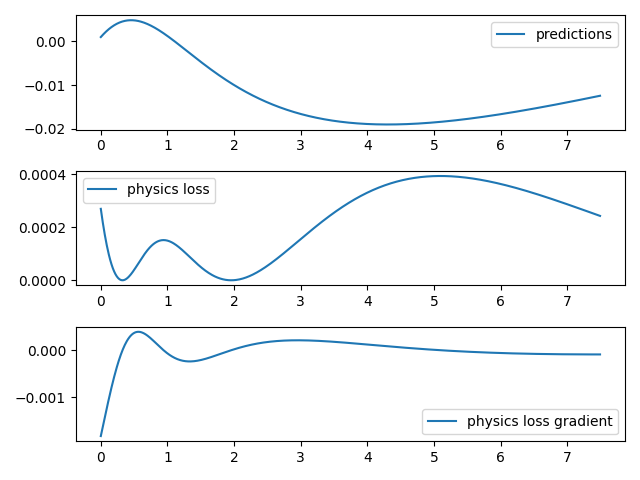 0.00
−0.01
−0.02
predictions
0 1 2 3 4 5 6 7
0.0004
0.0002
0.0000
physics loss
0 1 2 3 4 5 6 7
0.000
−0.001
physics loss gradient
0 1 2 3 4 5 6 7